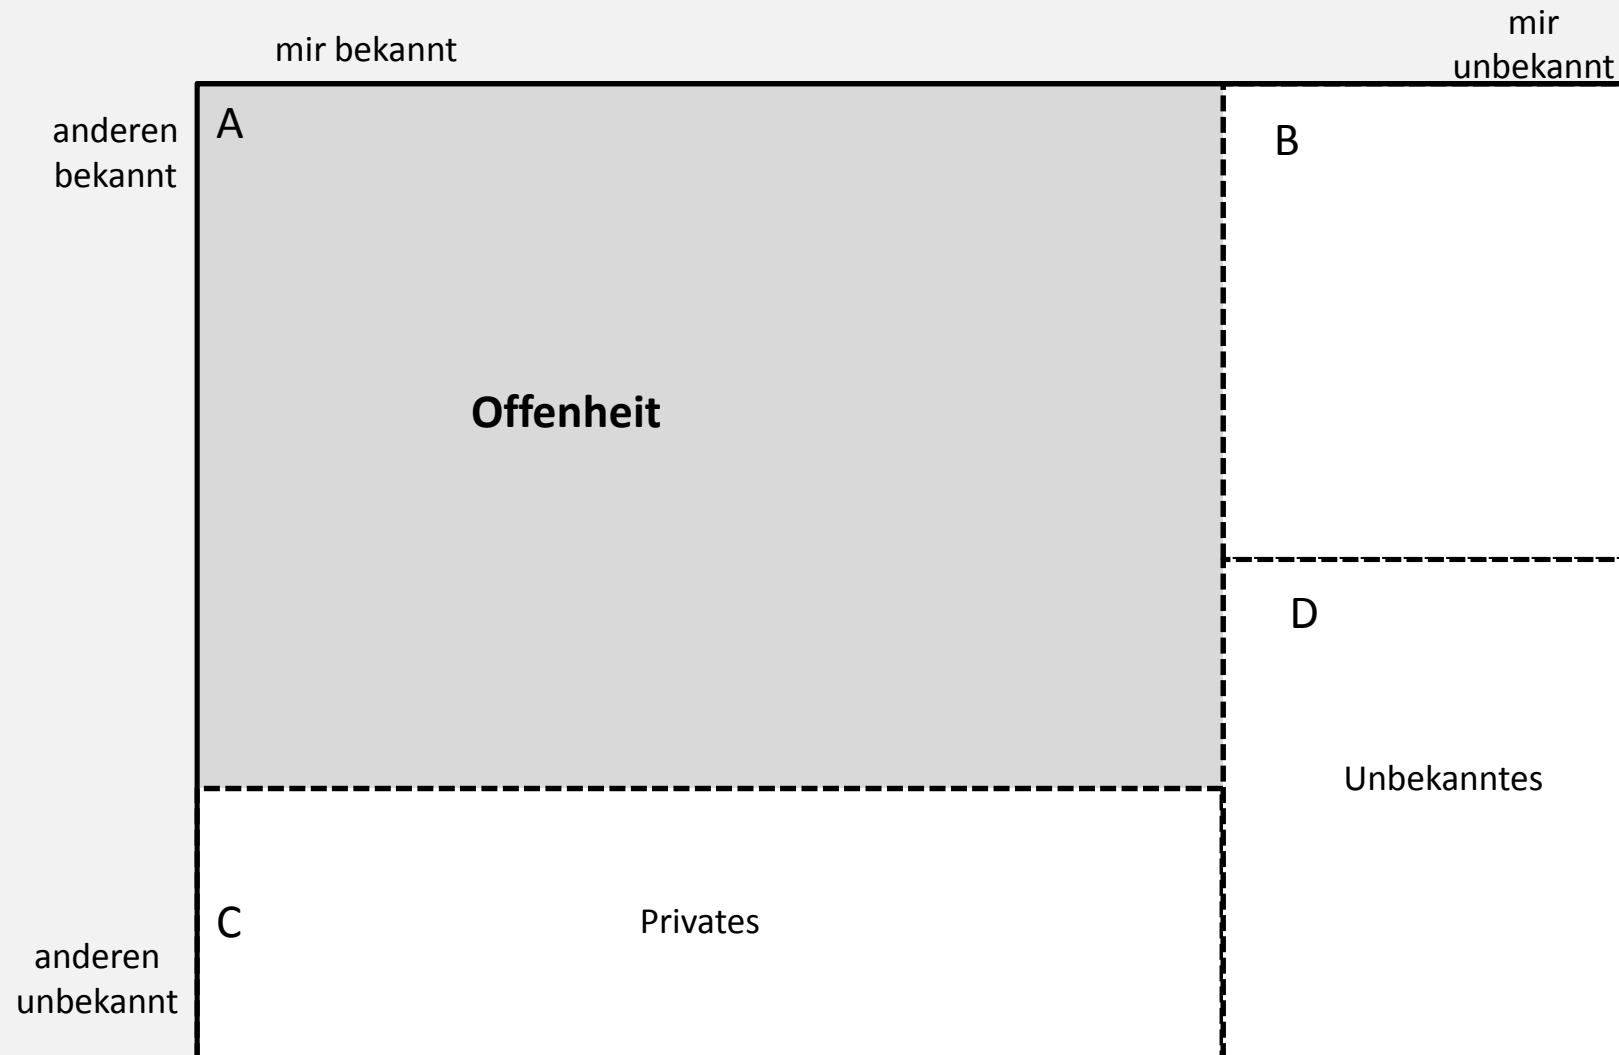 mir bekannt
mir
unbekannt
anderen
bekannt
A
B
Offenheit
D
Unbekanntes
C
Privates
anderen
unbekannt